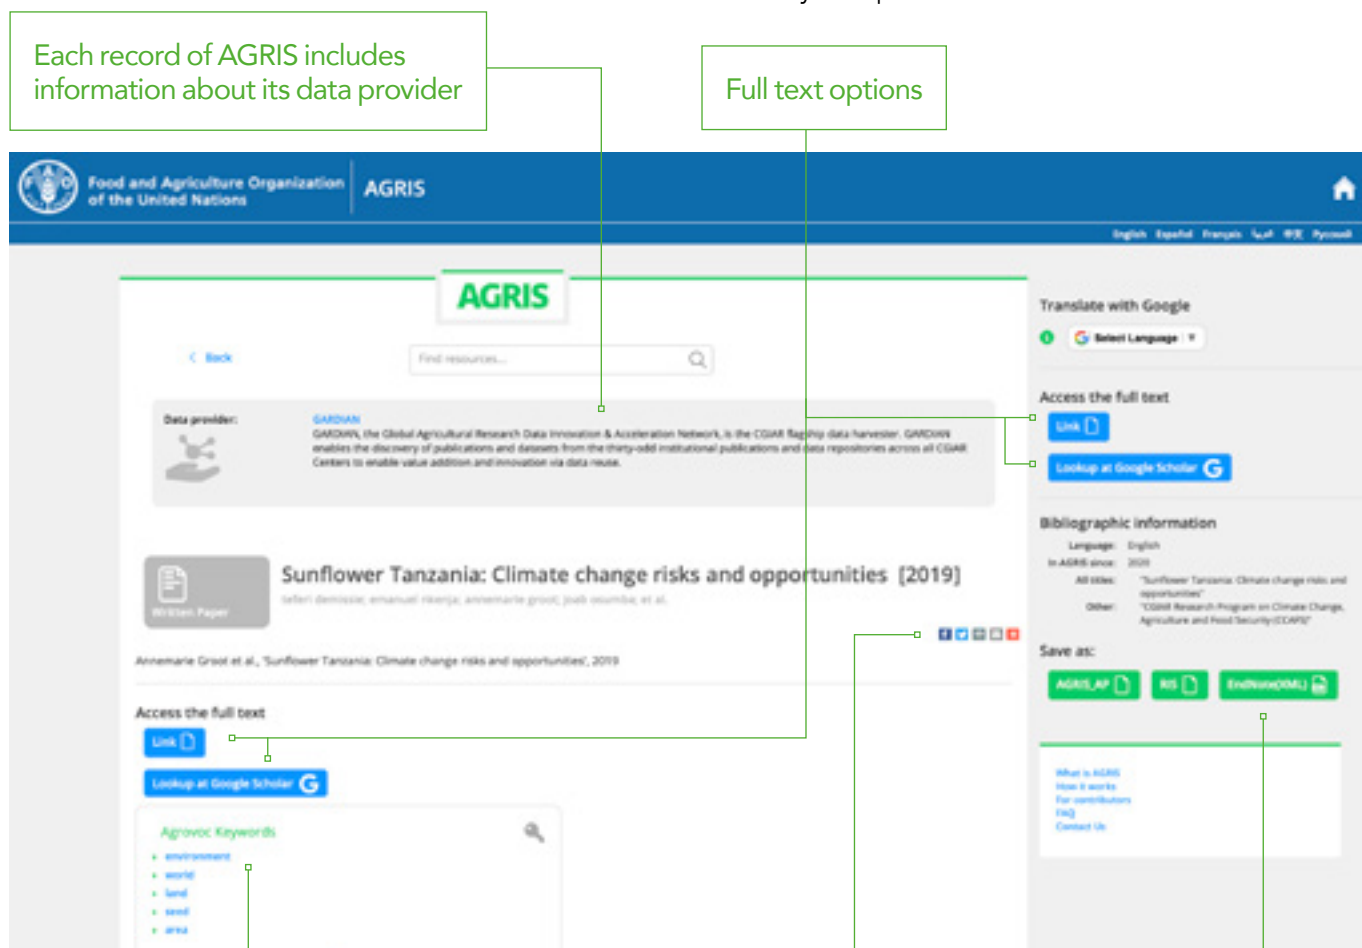 Each record of AGRIS includes
information about its data provider
Full text options
Food and Agriculture Organization
of the United Nations
AGRIS
English Español Français 中文 Русский
AGRIS
Back
Find resources...
Data provider:
GARDIAN
GARDIAN, the Global Agricultural Research Data Innovation & Acceleration Network, is the CGIAR flagship data harvester. GARDIAN
enables the discovery of publications and datasets from the thirty-odd institutional publications and data repositories across all CGIAR
Centers to enable value addition and innovation via data reuse.
Written Paper
Sunflower Tanzania: Climate change risks and opportunities [2019]
annemarie groot; et al.
Annemarie Groot et al., 'Sunflower Tanzania: Climate change risks and opportunities', 2019
Access the full text
Link
Lookup at Google Scholar
Agrovoc Keywords
environment
world
land
seed
area
Translate with Google
Select Language
Access the full text
Link
Lookup at Google Scholar
Bibliographic information
Language: English
In AGRIS since: 2020
All titles: "Sunflower Tanzania: Climate change risks and
opportunities"
Other: "CGIAR Research Program on Climate Change,
Agriculture and Food Security (CCAFS)"
Save as:
AGRIS_AP
RIS
EndNote(XML)
What is AGRIS
How it works
For contributors
FAQ
Contact Us